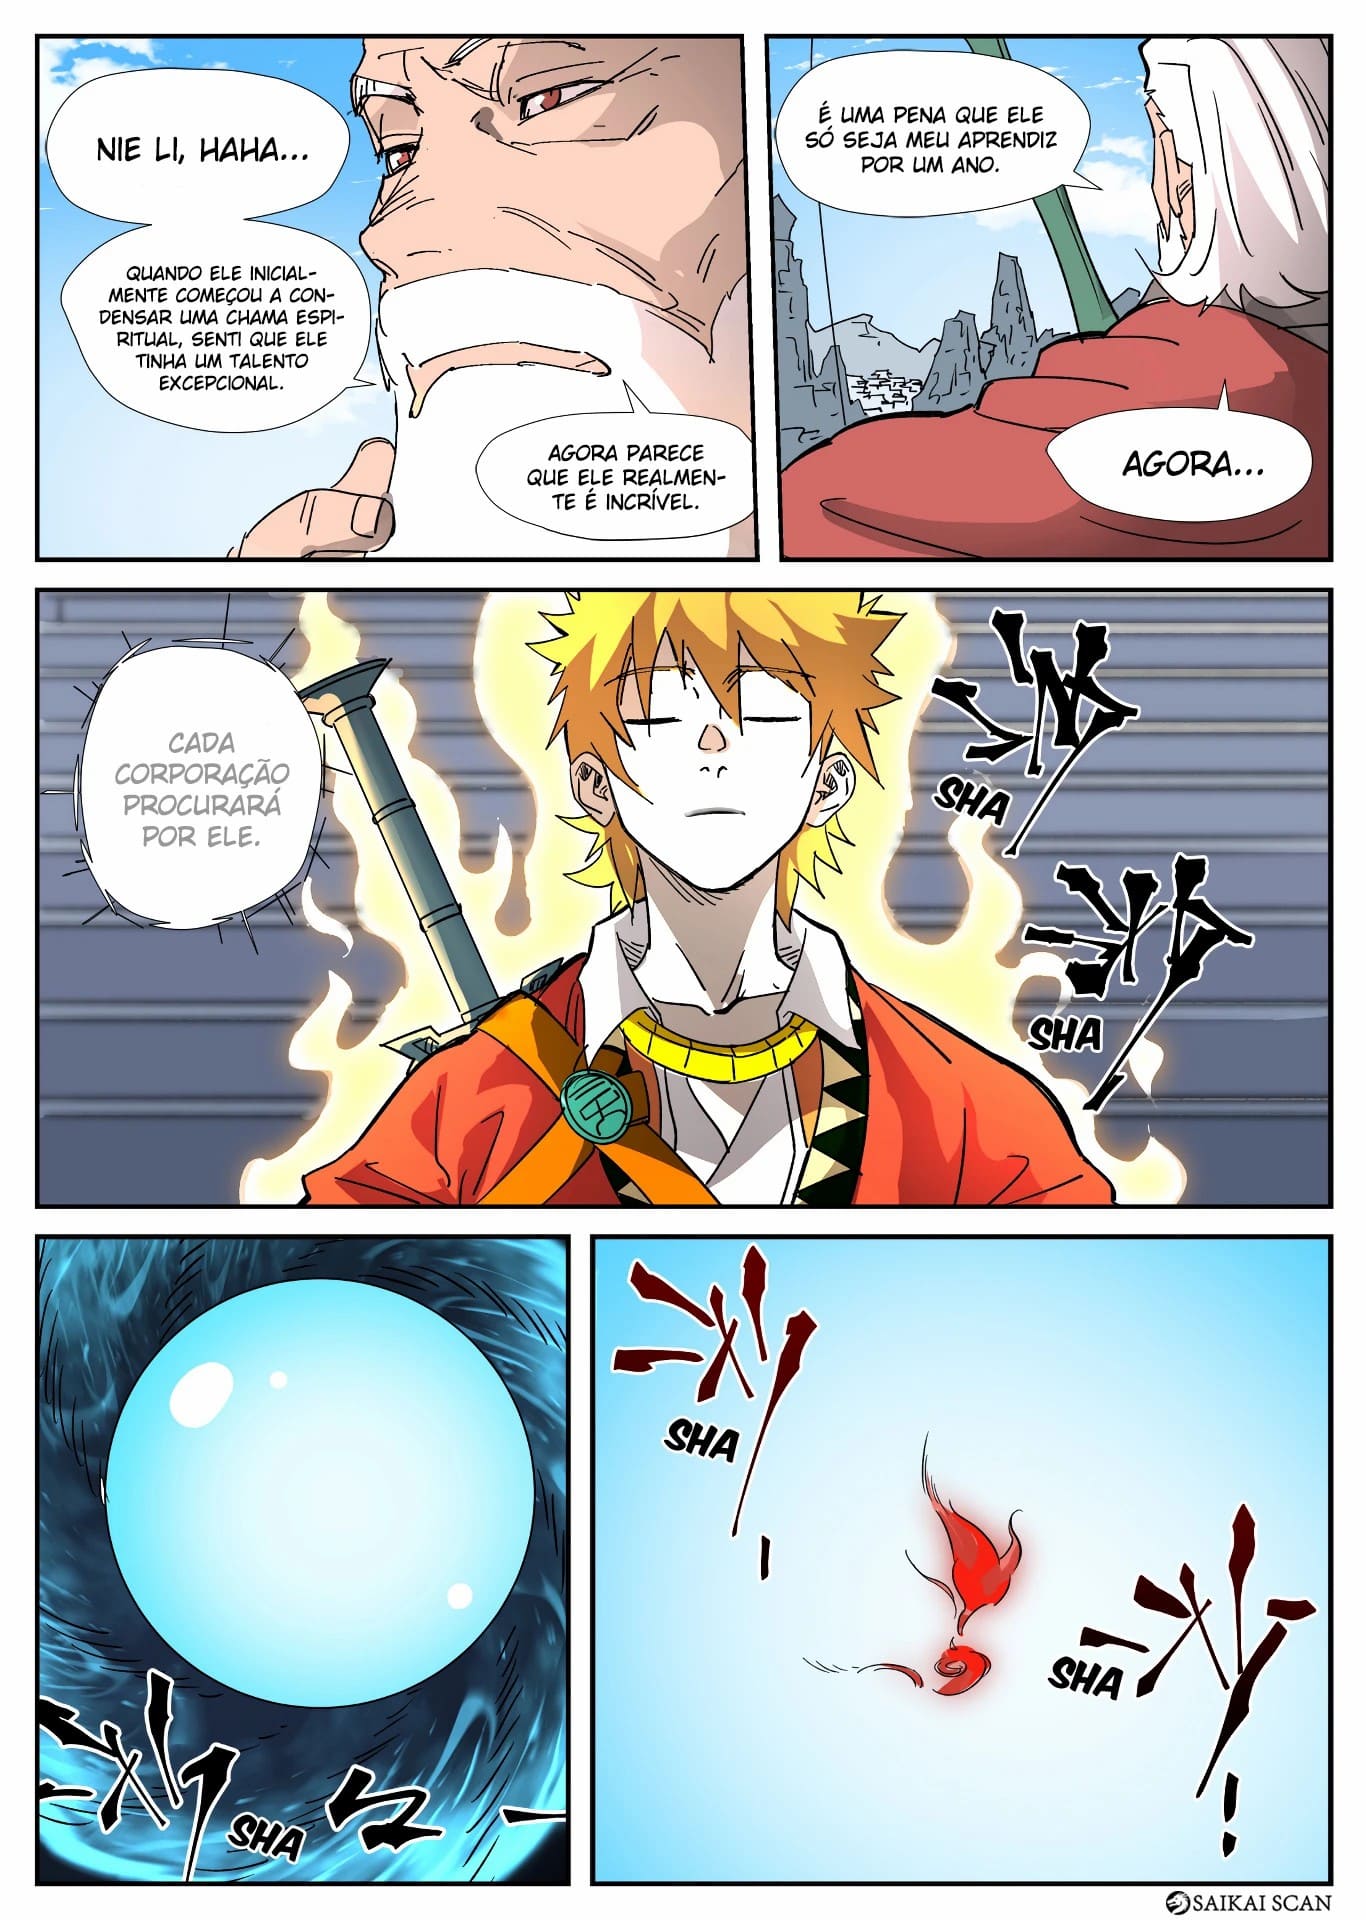 NIE LI, HAHA...
QUANDO ELE INICIAL-
MENTE COMEÇOU A CON
DENSAR UMA CHAMA ESPI-
RITUAL, SENTI QUE ELE
TINHA UM TALENTO
EXCEPCIONAL.
AGORA PARECE
QUE ELE REALMEN-
TE É INCRÍVEL.
É UMA PENA QUE ELE
SÓ SEJA MEU APRENDIZ
POR UM ANO.
AGORA...
CADA
CORPORAÇÃO
PROCURARÁ
POR ELE.
SHA
SHA
SHA
SHA
SHA
SAIKAI SCAN